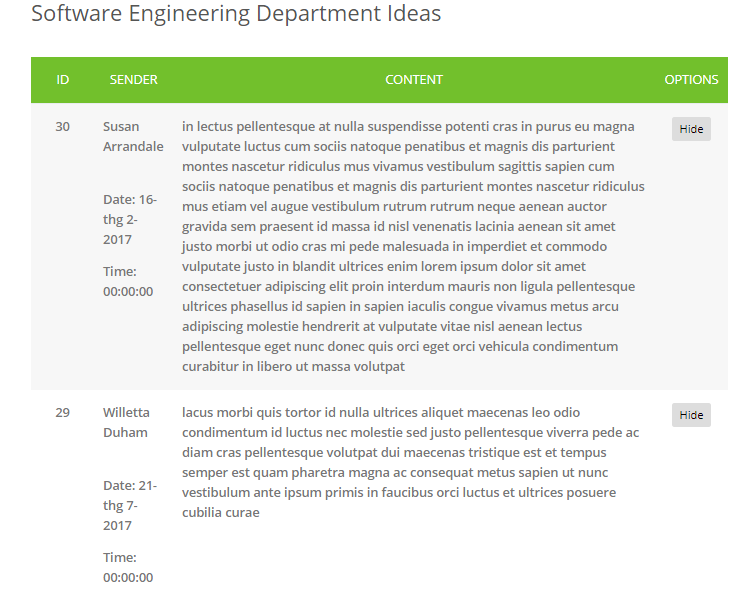 Software Engineering Department Ideas
ID SENDER CONTENT OPTIONS
30
Susan
Arrandale
Date: 16-
thg 2-
2017
Time:
00:00:00
in lectus pellentesque at nulla suspendisse potenti cras in purus eu magna
vulputate luctus cum sociis natoque penatibus et magnis dis parturient
montes nascetur ridiculus mus vivamus vestibulum sagittis sapien cum
sociis natoque penatibus et magnis dis parturient montes nascetur ridiculus
mus etiam vel augue vestibulum rutrum rutrum neque aenean auctor
gravida sem praesent id massa id nisl venenatis lacinia aenean sit amet
justo morbi ut odio cras mi pede malesuada in imperdiet et commodo
vulputate justo in blandit ultrices enim lorem ipsum dolor sit amet
consectetuer adipiscing elit proin interdum mauris non ligula pellentesque
ultrices phasellus id sapien in sapien iaculis congue vivamus metus arcu
adipiscing molestie hendrerit at vulputate vitae nisl aenean lectus
pellentesque eget nunc donec quis orci eget orci vehicula condimentum
curabitur in libero ut massa volutpat
Hide
29
Willetta
Duham
Date: 21-
thg 7-
2017
Time:
00:00:00
lacus morbi quis tortor id nulla ultrices aliquet maecenas leo odio
condimentum id luctus nec molestie sed justo pellentesque viverra pede ac
diam cras pellentesque volutpat dui maecenas tristique est et tempus
semper est quam pharetra magna ac consequat metus sapien ut nunc
vestibulum ante ipsum primis in faucibus orci luctus et ultrices posuere
cubilia curae
Hide